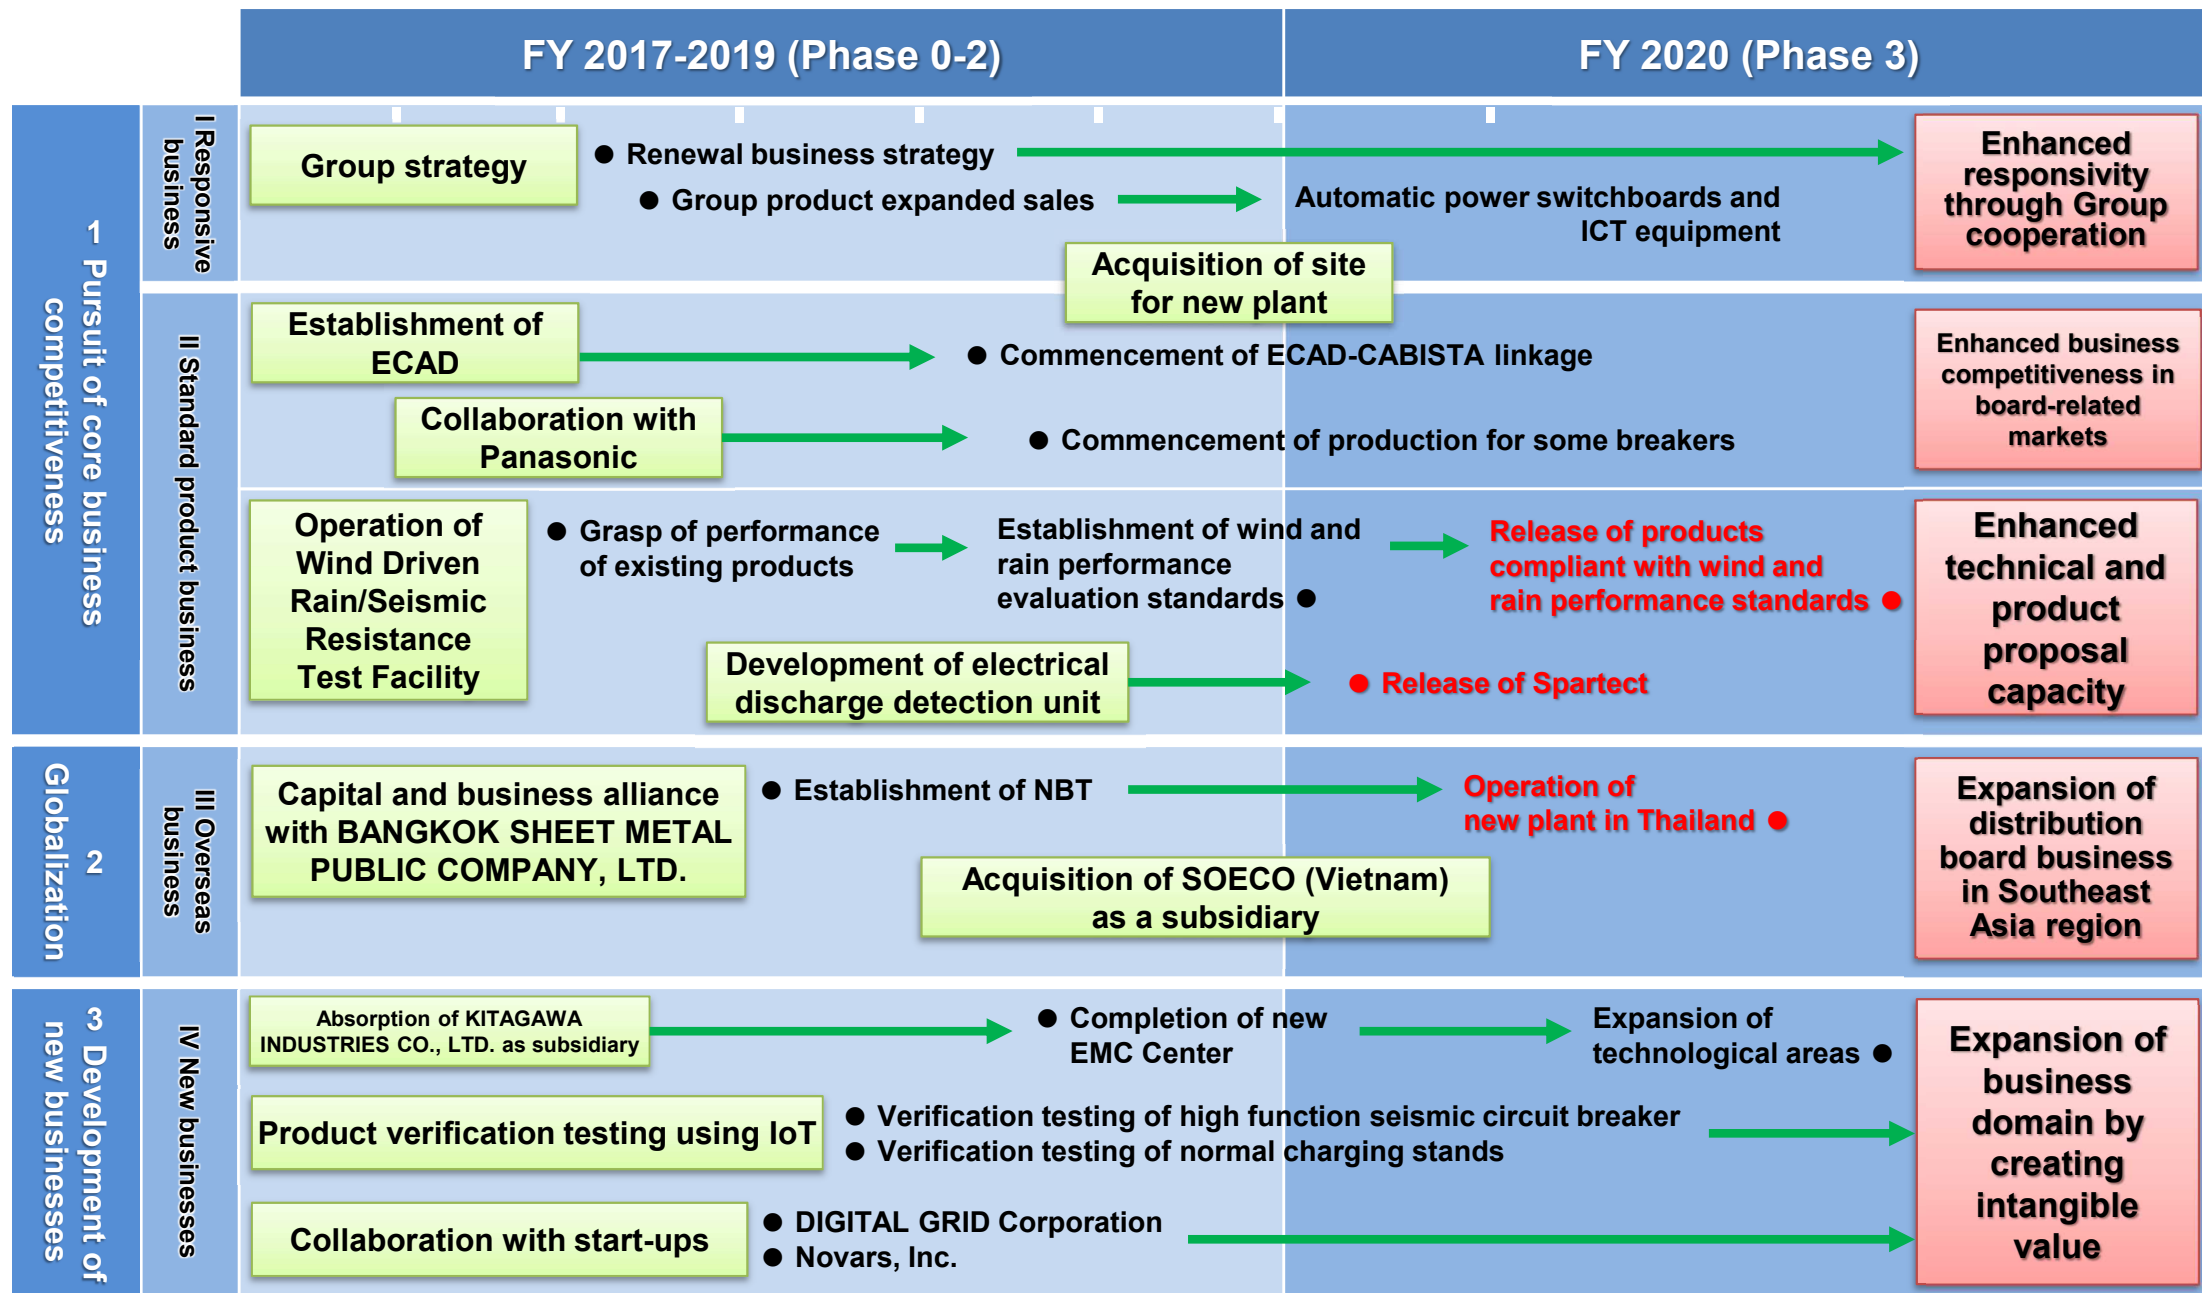 FY 2017-2019 (Phase 0-2)
FY 2020 (Phase 3)
1 Pursuit of core business
competitiveness
I Responsive
business
Group strategy
● Renewal business strategy
● Group product expanded sales
Automatic power switchboards and
ICT equipment
Enhanced
responsivity
through Group
cooperation
Acquisition of site
for new plant
II Standard product business
Establishment of
ECAD
● Commencement of ECAD-CABISTA linkage
Collaboration with
Panasonic
● Commencement of production for some breakers
Enhanced business
competitiveness in
board-related
markets
Operation of
Wind Driven
Rain/Seismic
Resistance
Test Facility
● Grasp of performance
of existing products
Establishment of wind and
rain performance
evaluation standards ●
Release of products
compliant with wind and
rain performance standards ●
Development of electrical
discharge detection unit
● Release of Spartect
Enhanced
technical and
product
proposal
capacity
2 Globalization
III Overseas
business
Capital and business alliance
with BANGKOK SHEET METAL
PUBLIC COMPANY, LTD.
● Establishment of NBT
Operation of
new plant in Thailand ●
Acquisition of SOECO (Vietnam)
as a subsidiary
Expansion of
distribution
board business
in Southeast
Asia region
3 Development of
new businesses
IV New businesses
Absorption of KITAGAWA
INDUSTRIES CO., LTD. as subsidiary
● Completion of new
EMC Center
Expansion of
technological areas ●
Product verification testing using IoT
● Verification testing of high function seismic circuit breaker
● Verification testing of normal charging stands
Collaboration with start-ups
● DIGITAL GRID Corporation
● Novars, Inc.
Expansion of
business
domain by
creating
intangible
value